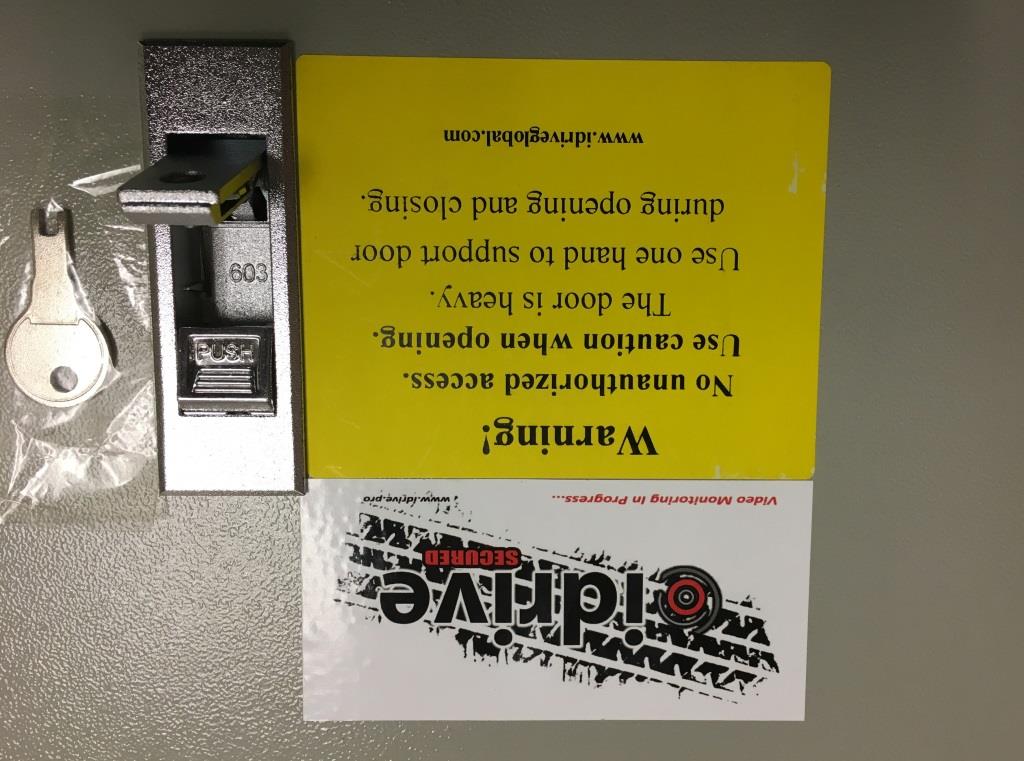 603
PUSH
Warning!
No unauthorized access.
Use caution when opening.
The door is heavy.
Use one hand to support door
during opening and closing.
www.idriveglobal.com
idrive
SECURED
Video Monitoring In Progress...
www.idrive.pro